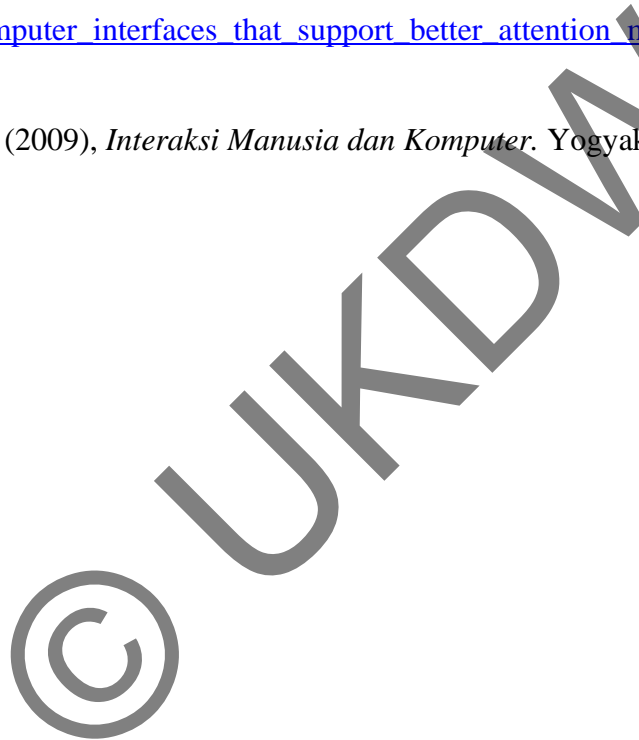 mputer_interfaces_that_support_better_attention_
(2009), Interaksi Manusia dan Komputer. Yogyak
© UKDW